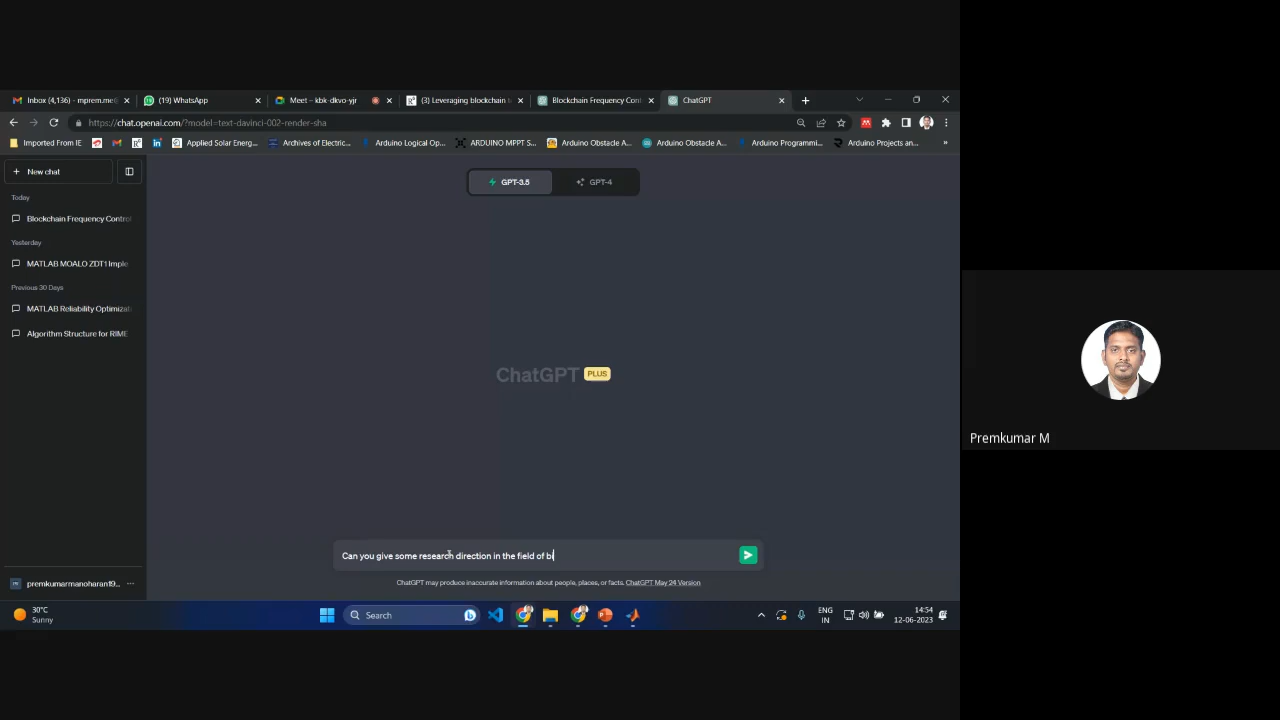 Inbox (4,136) - mprem.me@
(19) WhatsApp
Meet – kbk-dkvo-yjr
(3) Leveraging blockchain t
Blockchain Frequency Cont
ChatGPT
https://chat.openai.com/?model=text-davinci-002-render-sha
Imported From IE
Applied Solar Energ...
Archives of Electric...
Arduino Logical Op...
ARDUINO MPPT S...
Arduino Obstacle A...
Arduino Obstacle A...
Arduino Programmi...
Arduino Projects an...
»
+ New chat
Today
Blockchain Frequency Control
Yesterday
MATLAB MOALO ZDT1 Imple
Previous 30 Days
MATLAB Reliability Optimizat
Algorithm Structure for RIME
GPT-3.5
GPT-4
ChatGPT PLUS
Can you give some research direction in the field of bl
ChatGPT may produce inaccurate information about people, places, or facts. ChatGPT May 24 Version
premkumarmanoharan19... ...
30°C
Sunny
Search
ENG
IN
14:54
12-06-2023
Premkumar M